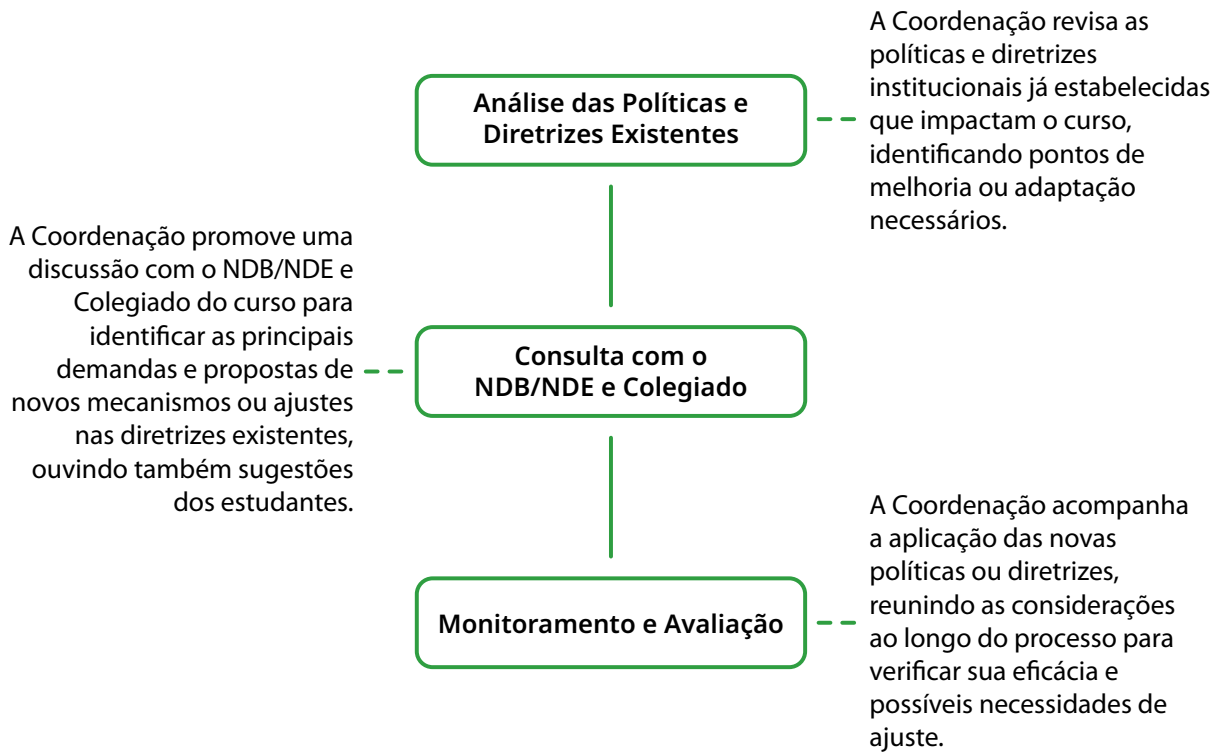 A Coordenação revisa as
políticas e diretrizes
institucionais já estabelecidas
que impactam o curso,
identificando pontos de
melhoria ou adaptação
necessários.
Análise das Políticas e
Diretrizes Existentes
A Coordenação promove uma
discussão com o NDB/NDE e
Colegiado do curso para
identificar as principais
demandas e propostas de
novos mecanismos ou ajustes
nas diretrizes existentes,
ouvindo também sugestões
dos estudantes.
Consulta com o
NDB/NDE e Colegiado
A Coordenação acompanha
a aplicação das novas
políticas ou diretrizes,
reunindo as considerações
ao longo do processo para
verificar sua eficácia e
possíveis necessidades de
ajuste.
Monitoramento e Avaliação